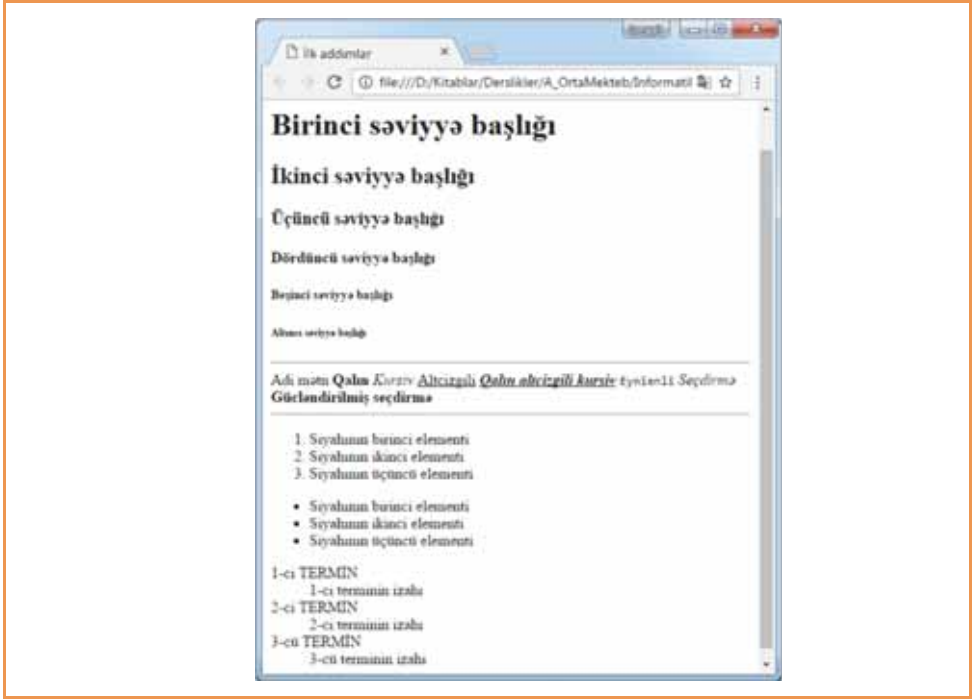 İlk addımlar
file:///D:/Kitablar/Derslikler/A_OrtaMekteb/Informatil
Birinci səviyyə başlığı
İkinci səviyyə başlığı
Üçüncü səviyyə başlığı
Dördüncü səviyyə başlığı
Beşinci səviyyə başlığı
Altıncı səviyyə başlığı
Adi mətn Qalın Kursiv Altcizgili Qalın altcizgili kursiv Eynienli Seçdirmə
Gücləndirilmiş seçdirmə
1. Siyahının birinci elementi
2. Siyahının ikinci elementi
3. Siyahının üçüncü elementi
• Siyahının birinci elementi
• Siyahının ikinci elementi
• Siyahının üçüncü elementi
1-ci TERMİN
1-ci terminin izahı
2-ci TERMİN
2-ci terminin izahı
3-cü TERMİN
3-cü terminin izahı